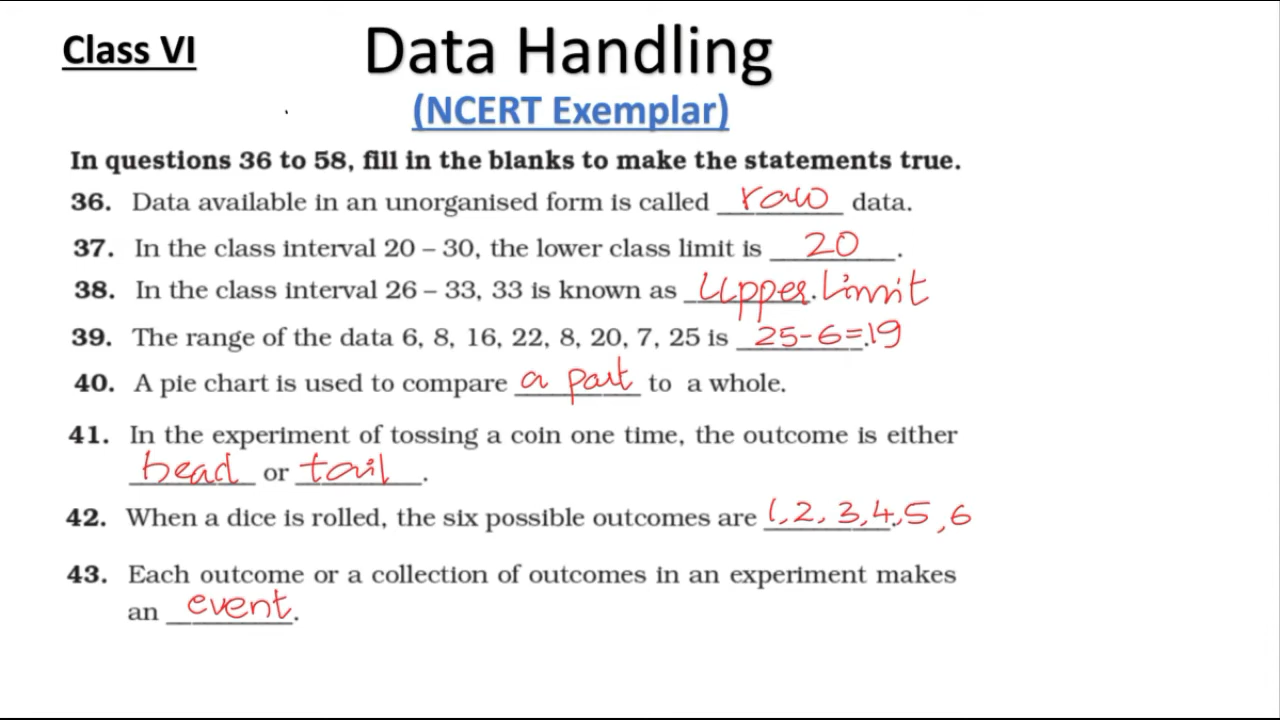 Class VI
Data Handling
(NCERT Exemplar)
In questions 36 to 58, fill in the blanks to make the statements true.
36. Data available in an unorganised form is called raw data.
37. In the class interval 20 – 30, the lower class limit is 20.
38. In the class interval 26 – 33, 33 is known as Upper. Limit
39. The range of the data 6, 8, 16, 22, 8, 20, 7, 25 is 25-6=.19
40. A pie chart is used to compare a part to a whole.
41. In the experiment of tossing a coin one time, the outcome is either
head or tail.
42. When a dice is rolled, the six possible outcomes are 1, 2, 3, 4., 5, 6
43. Each outcome or a collection of outcomes in an experiment makes
an event.